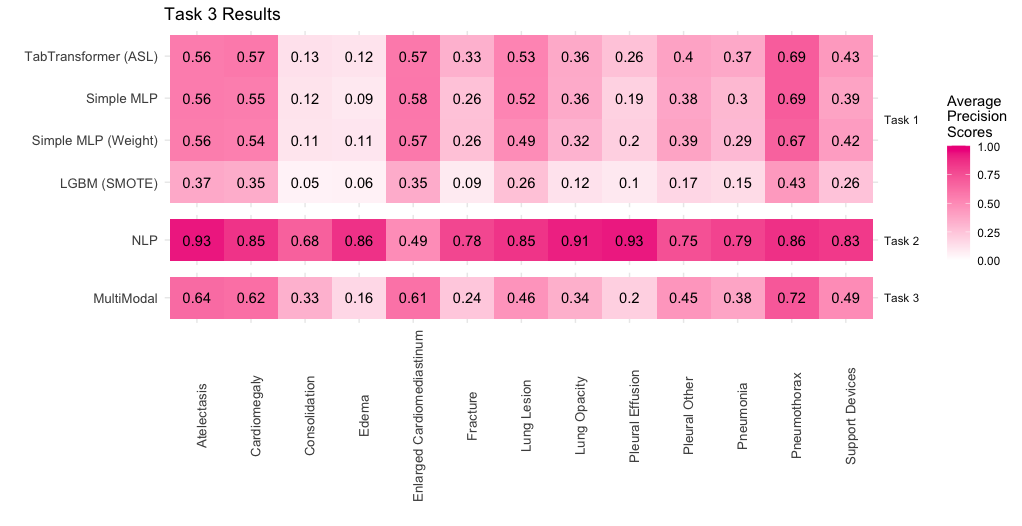 Task 3 Results
TabTransformer (ASL) 0.56 0.57 0.13 0.12 0.57 0.33 0.53 0.36 0.26 0.4 0.37 0.69 0.43
Simple MLP 0.56 0.55 0.12 0.09 0.58 0.26 0.52 0.36 0.19 0.38 0.3 0.69 0.39
Task 1
Simple MLP (Weight) 0.56 0.54 0.11 0.11 0.57 0.26 0.49 0.32 0.2 0.39 0.29 0.67 0.42
LGBM (SMOTE) 0.37 0.35 0.05 0.06 0.35 0.09 0.26 0.12 0.1 0.17 0.15 0.43 0.26
NLP 0.93 0.85 0.68 0.86 0.49 0.78 0.85 0.91 0.93 0.75 0.79 0.86 0.83 Task 2
MultiModal 0.64 0.62 0.33 0.16 0.61 0.24 0.46 0.34 0.2 0.45 0.38 0.72 0.49 Task 3
Atelectasis
Cardiomegaly
Consolidation
Edema
Enlarged Cardiomediastinum
Fracture
Lung Lesion
Lung Opacity
Pleural Effusion
Pleural Other
Pneumonia
Pneumothorax
Support Devices
Average
Precision
Scores
1.00
0.75
0.50
0.25
0.00